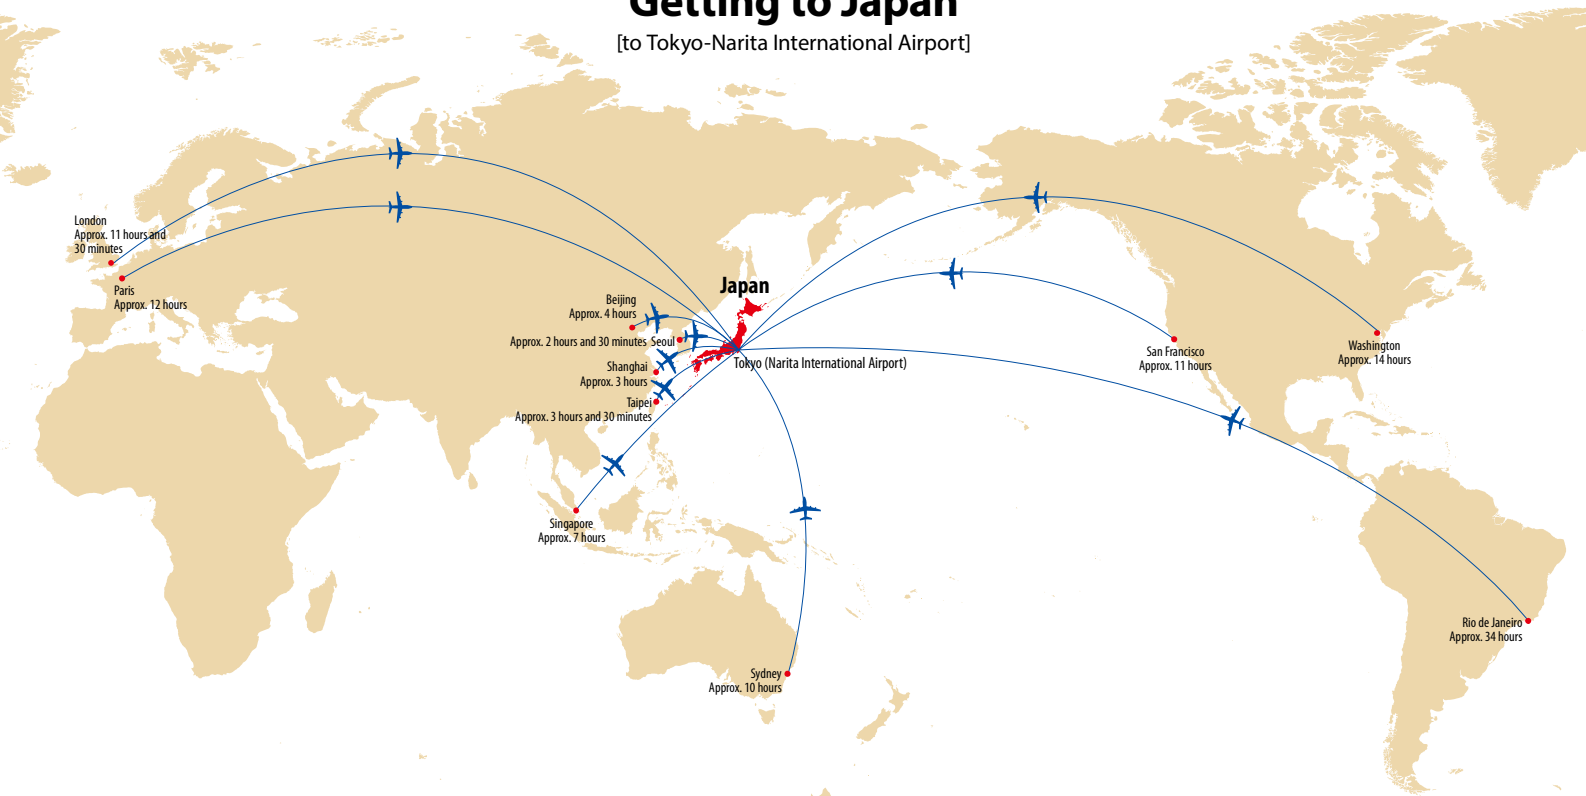 Getting to Japan
[to Tokyo-Narita International Airport]
London
Approx. 11 hours and
30 minutes
Paris
Approx. 12 hours
Beijing
Approx. 4 hours
Approx. 2 hours and 30 minutes Seoul
Shanghai
Approx. 3 hours
Taipei
Approx. 3 hours and 30 minutes
Singapore
Approx. 7 hours
Japan
Tokyo (Narita International Airport)
Sydney
Approx. 10 hours
San Francisco
Approx. 11 hours
Washington
Approx. 14 hours
Rio de Janeiro
Approx. 34 hours